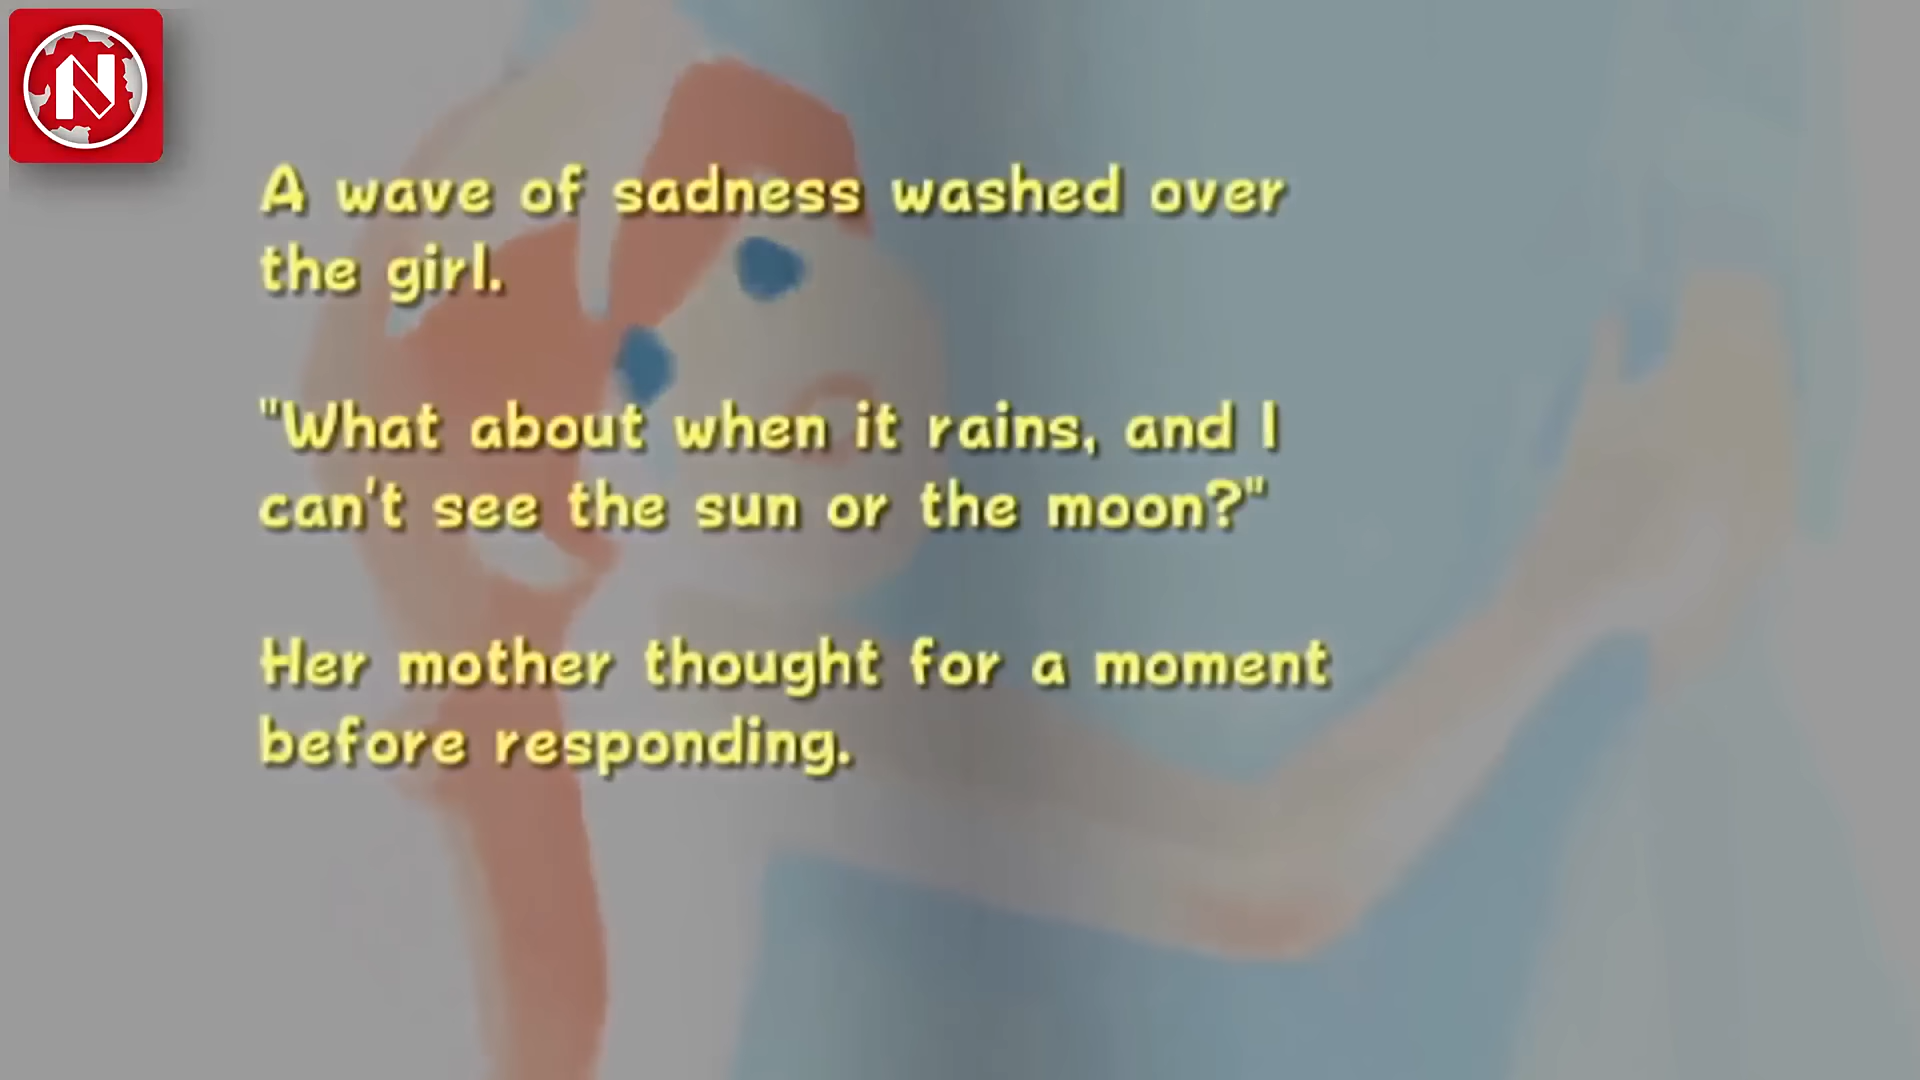 N
A wave of sadness washed over
the girl.
"What about when it rains, and I
can't see the sun or the moon?"
Her mother thought for a moment
before responding.